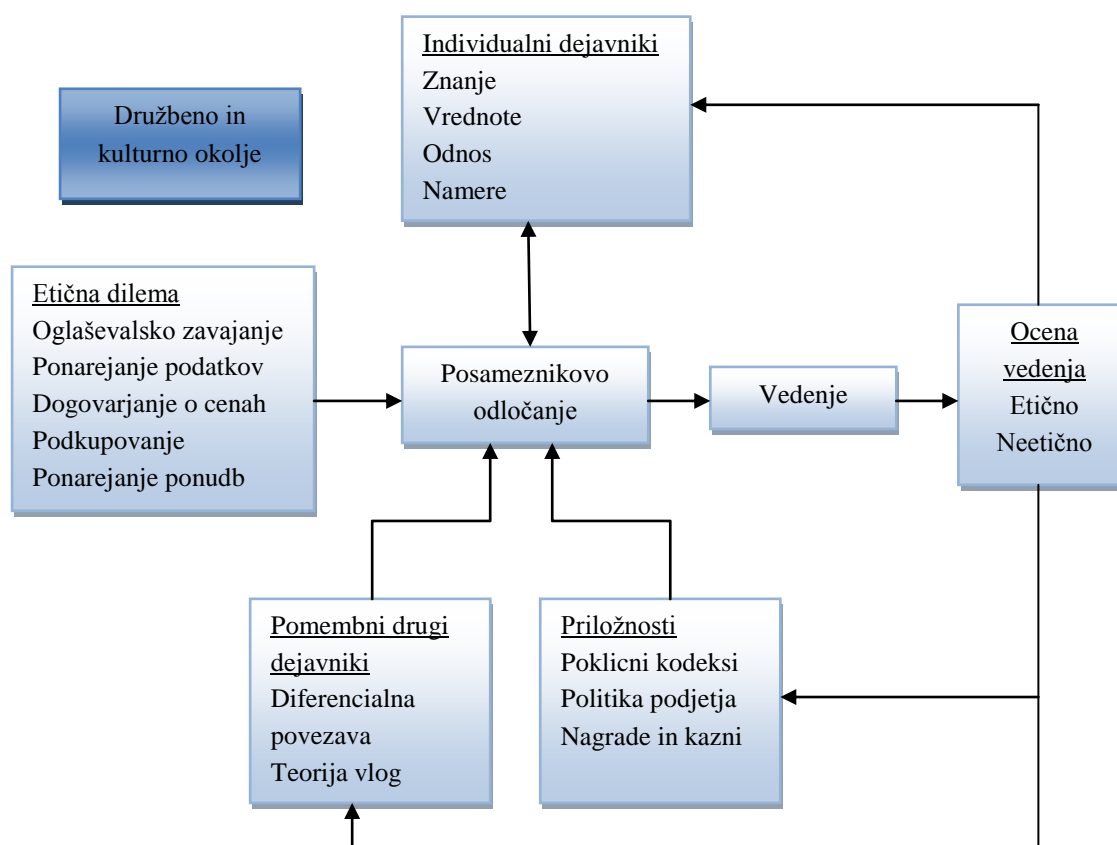 Individualni dejavniki
Znanje
Vrednote
Odnos
Namere
Družbeno in
kulturno okolje
Etična dilema
Oglaševalsko zavajanje
Ponarejanje podatkov
Dogovarjanje o cenah
Podkupovanje
Ponarejanje ponudb
Posameznikovo
odločanje
Vedenje
Ocena
vedenja
Etično
Neetično
Pomembni drugi
dejavniki
Diferencialna
povezava
Teorija vlog
Priložnosti
Poklicni kodeksi
Politika podjetja
Nagrade in kazni